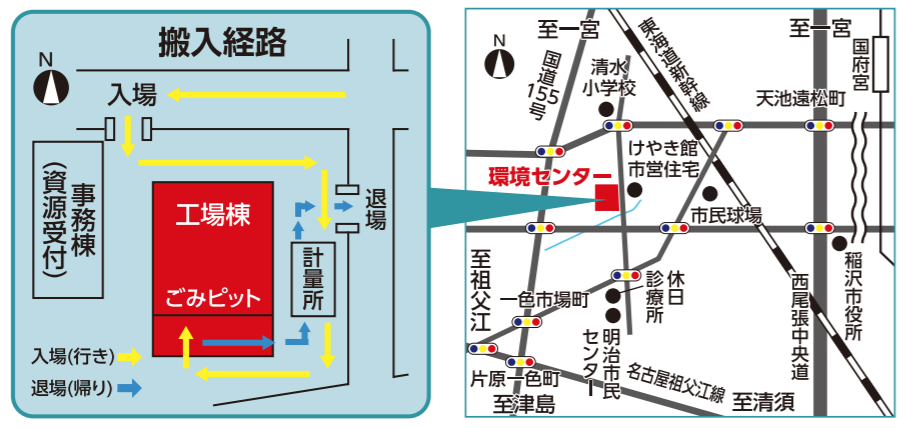 搬入経路
N
入場
事務棟
(資源受付)
工場棟
ごみピット
計量所
退場
入場(行き)
退場(帰り)
N
至一宮
国道155号
清水
小学校
東海道新幹線
至一宮
国府宮
天池遠松町
けやき館
市営住宅
環境センター
市民球場
至祖父江
一色市場町
休日
診療所
西尾張中央道
稲沢市役所
明治市民
センター
片原一色町
名古屋祖父江線
至津島
至清須